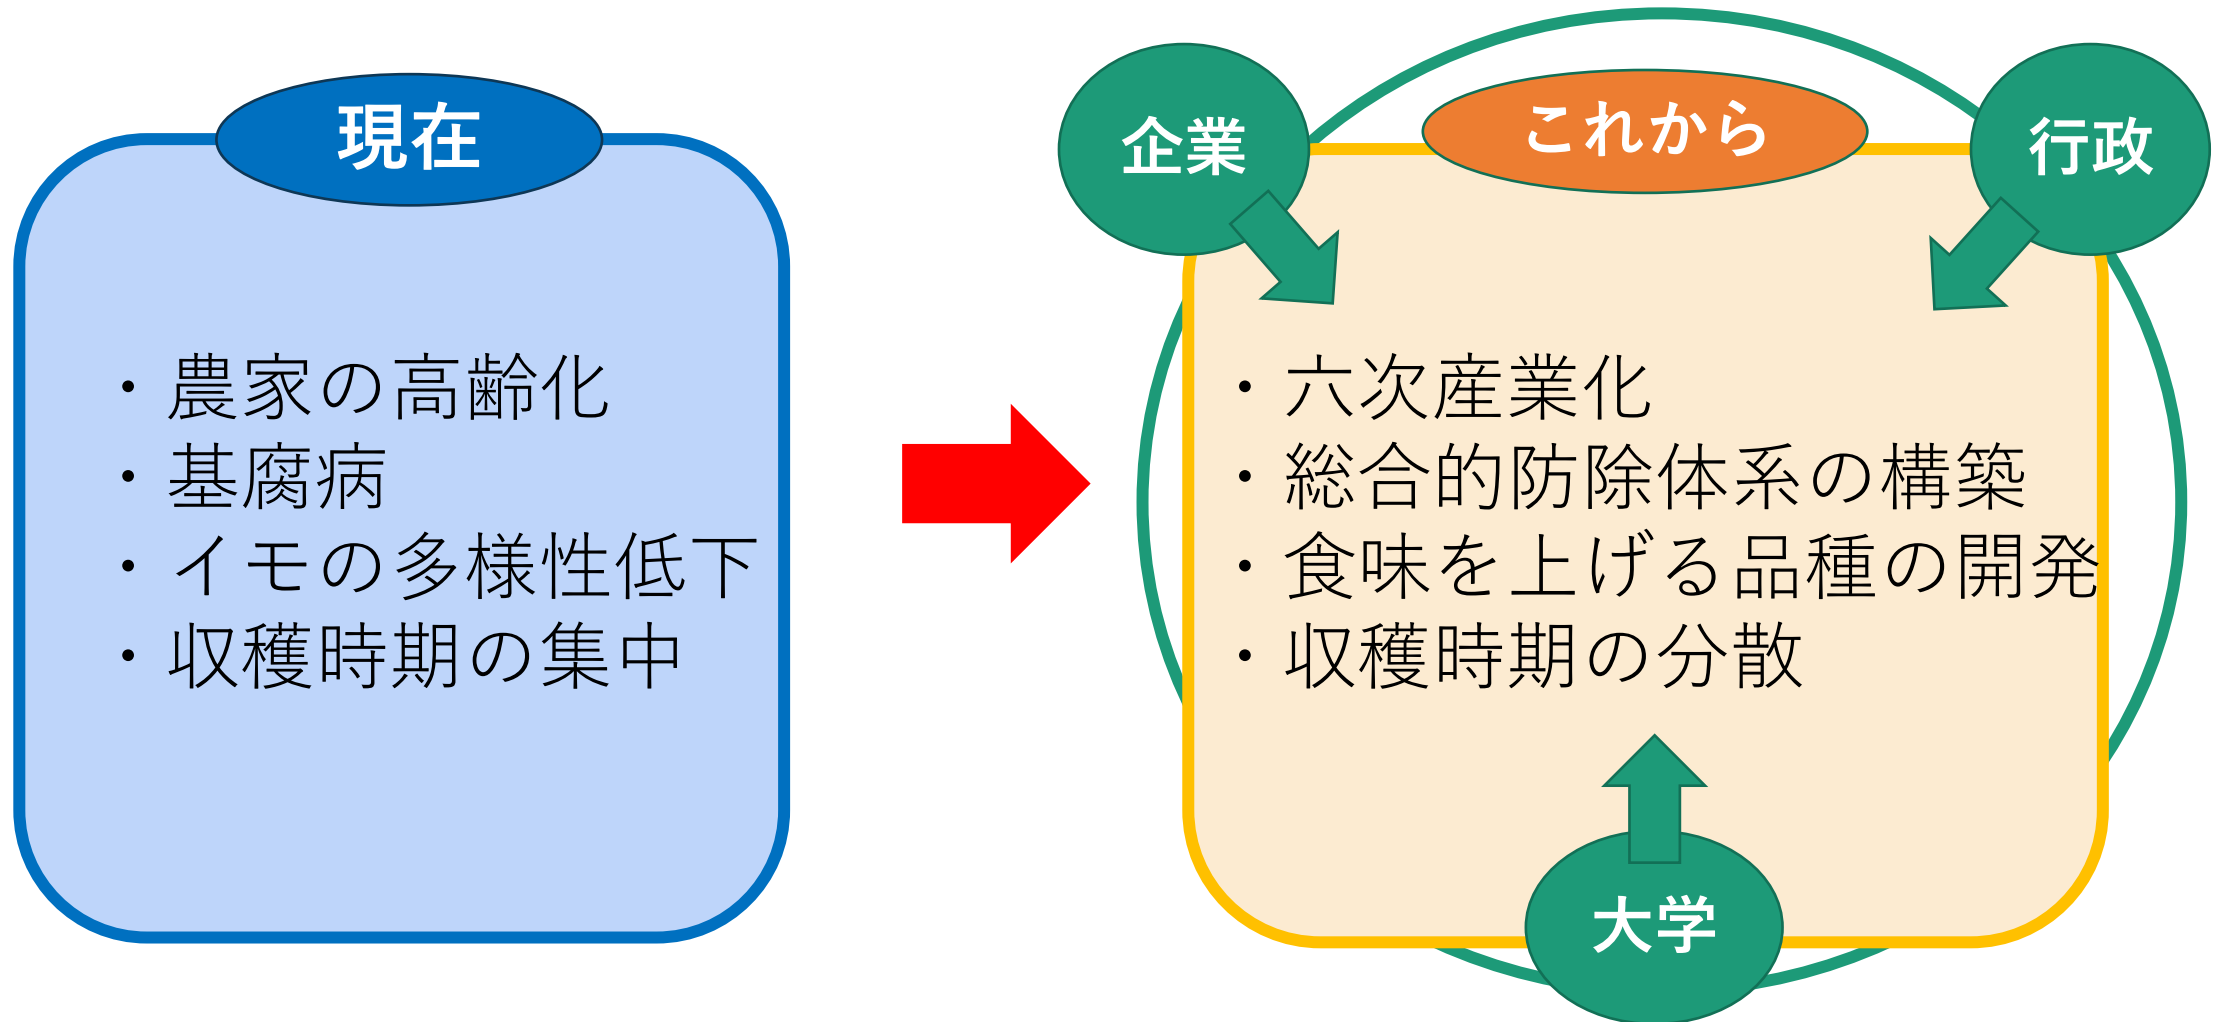 現在
・農家の高齢化
・基腐病
・イモの多様性低下
・収穫時期の集中
企業
これから
行政
・六次産業化
・総合的防除体系の構築
・食味を上げる品種の開発
・収穫時期の分散
大学